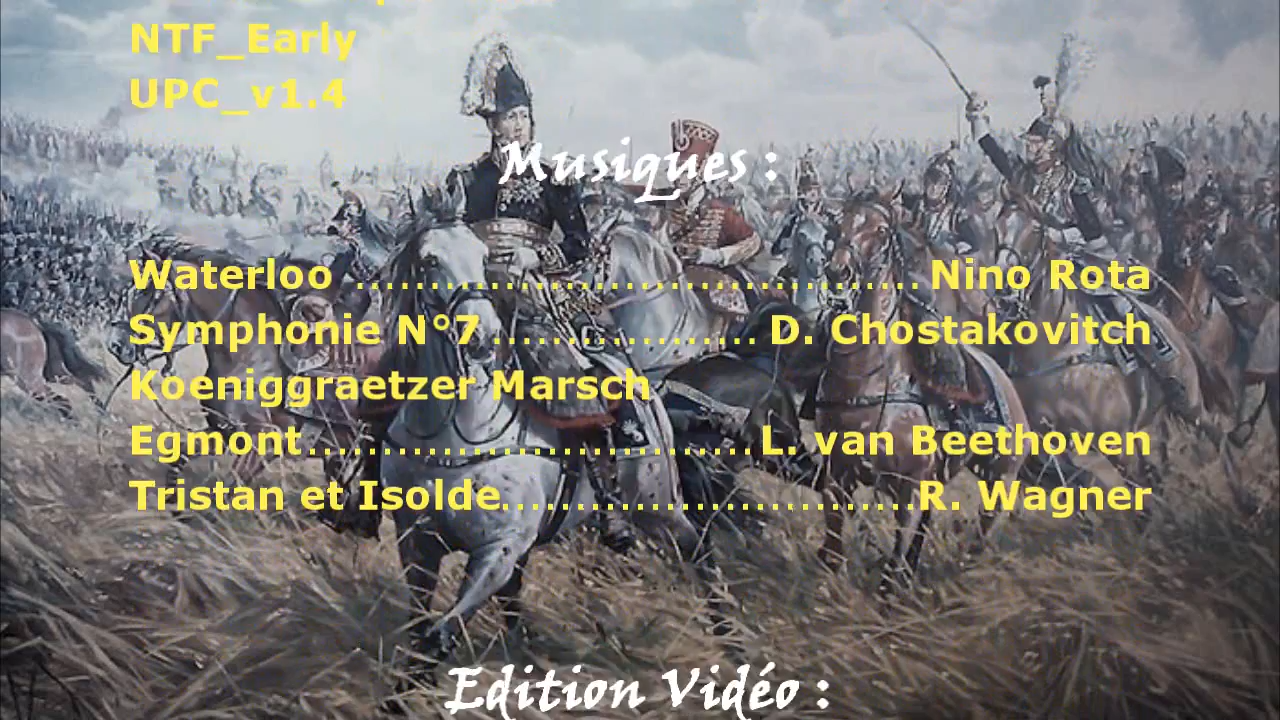 NTF_Early
UPC_v1.4
Musiques :
Waterloo ...................................... Nino Rota
Symphonie N°7 .................. D. Chostakovitch
Koeniggraetzer Marsch
Egmont .............................. L. van Beethoven
Tristan et Isolde ............................ R. Wagner
Edition Vidéo :